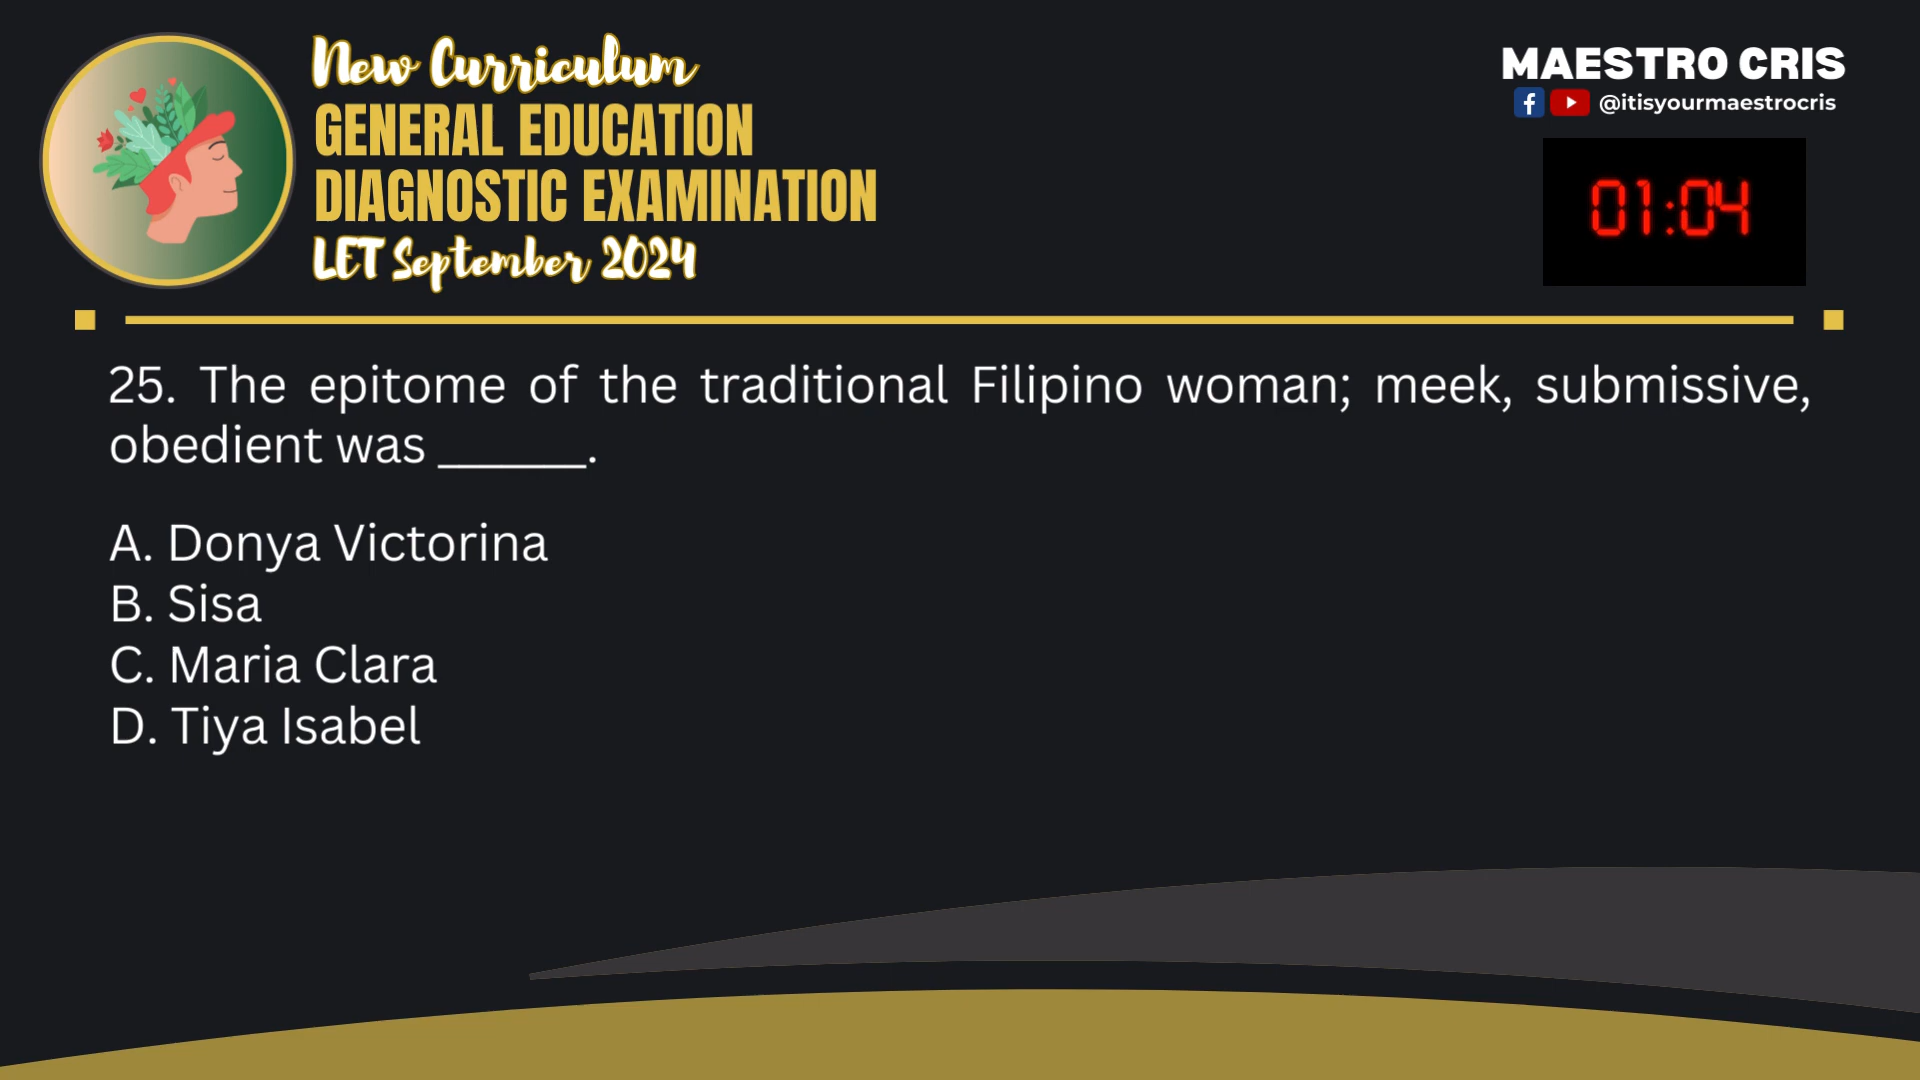 New Curriculum
GENERAL EDUCATION
DIAGNOSTIC EXAMINATION
LET September 2024
MAESTRO CRIS
@itisyourmaestrocris
01:04
25. The epitome of the traditional Filipino woman; meek, submissive,
obedient was ______.
A. Donya Victorina
B. Sisa
C. Maria Clara
D. Tiya Isabel